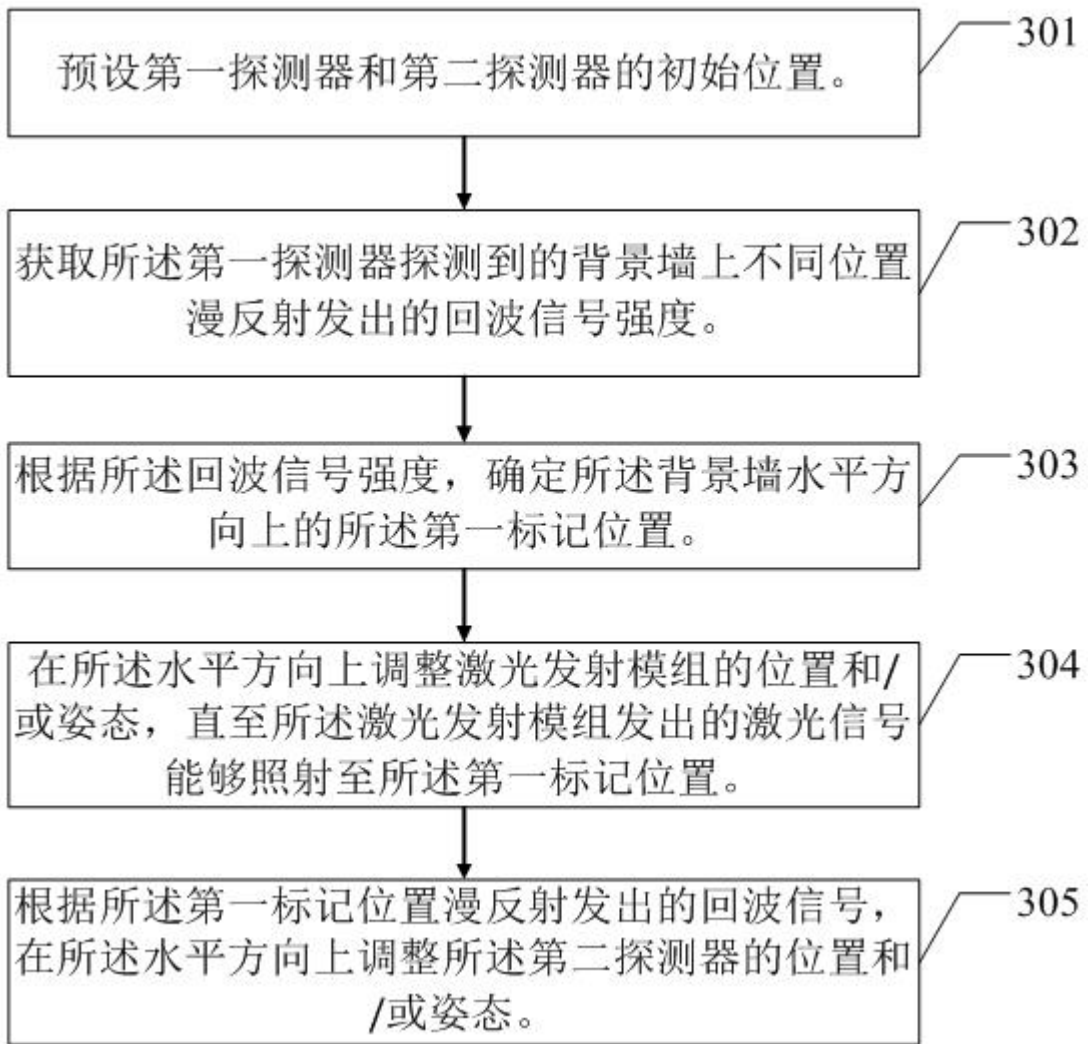 预设第一探测器和第二探测器的初始位置。
301
获取所述第一探测器探测到的背景墙上不同位置
漫反射发出的回波信号强度。
302
根据所述回波信号强度，确定所述背景墙水平方
向上的所述第一标记位置。
303
在所述水平方向上调整激光发射模组的位置和/
或姿态，直至所述激光发射模组发出的激光信号
能够照射至所述第一标记位置。
304
根据所述第一标记位置漫反射发出的回波信号，
在所述水平方向上调整所述第二探测器的位置和
/或姿态。
305